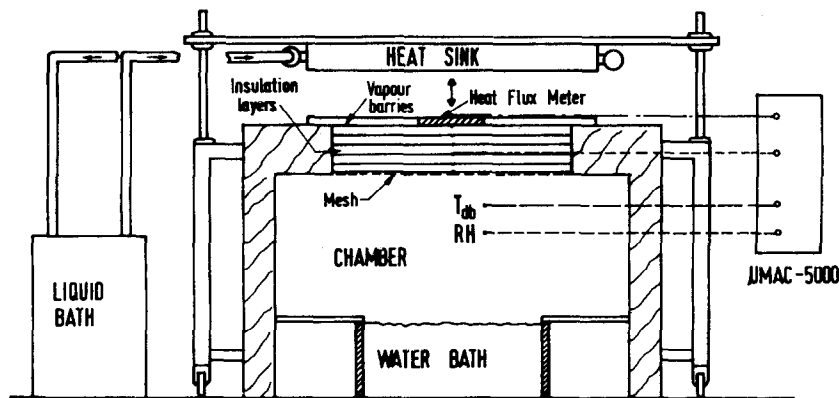 HEAT SINK
Insulation
layers
Vapour
barries
Heat Flux Meter
Mesh
Tdb
RH
CHAMBER
µMAC-5000
LIQUID
BATH
WATER BATH